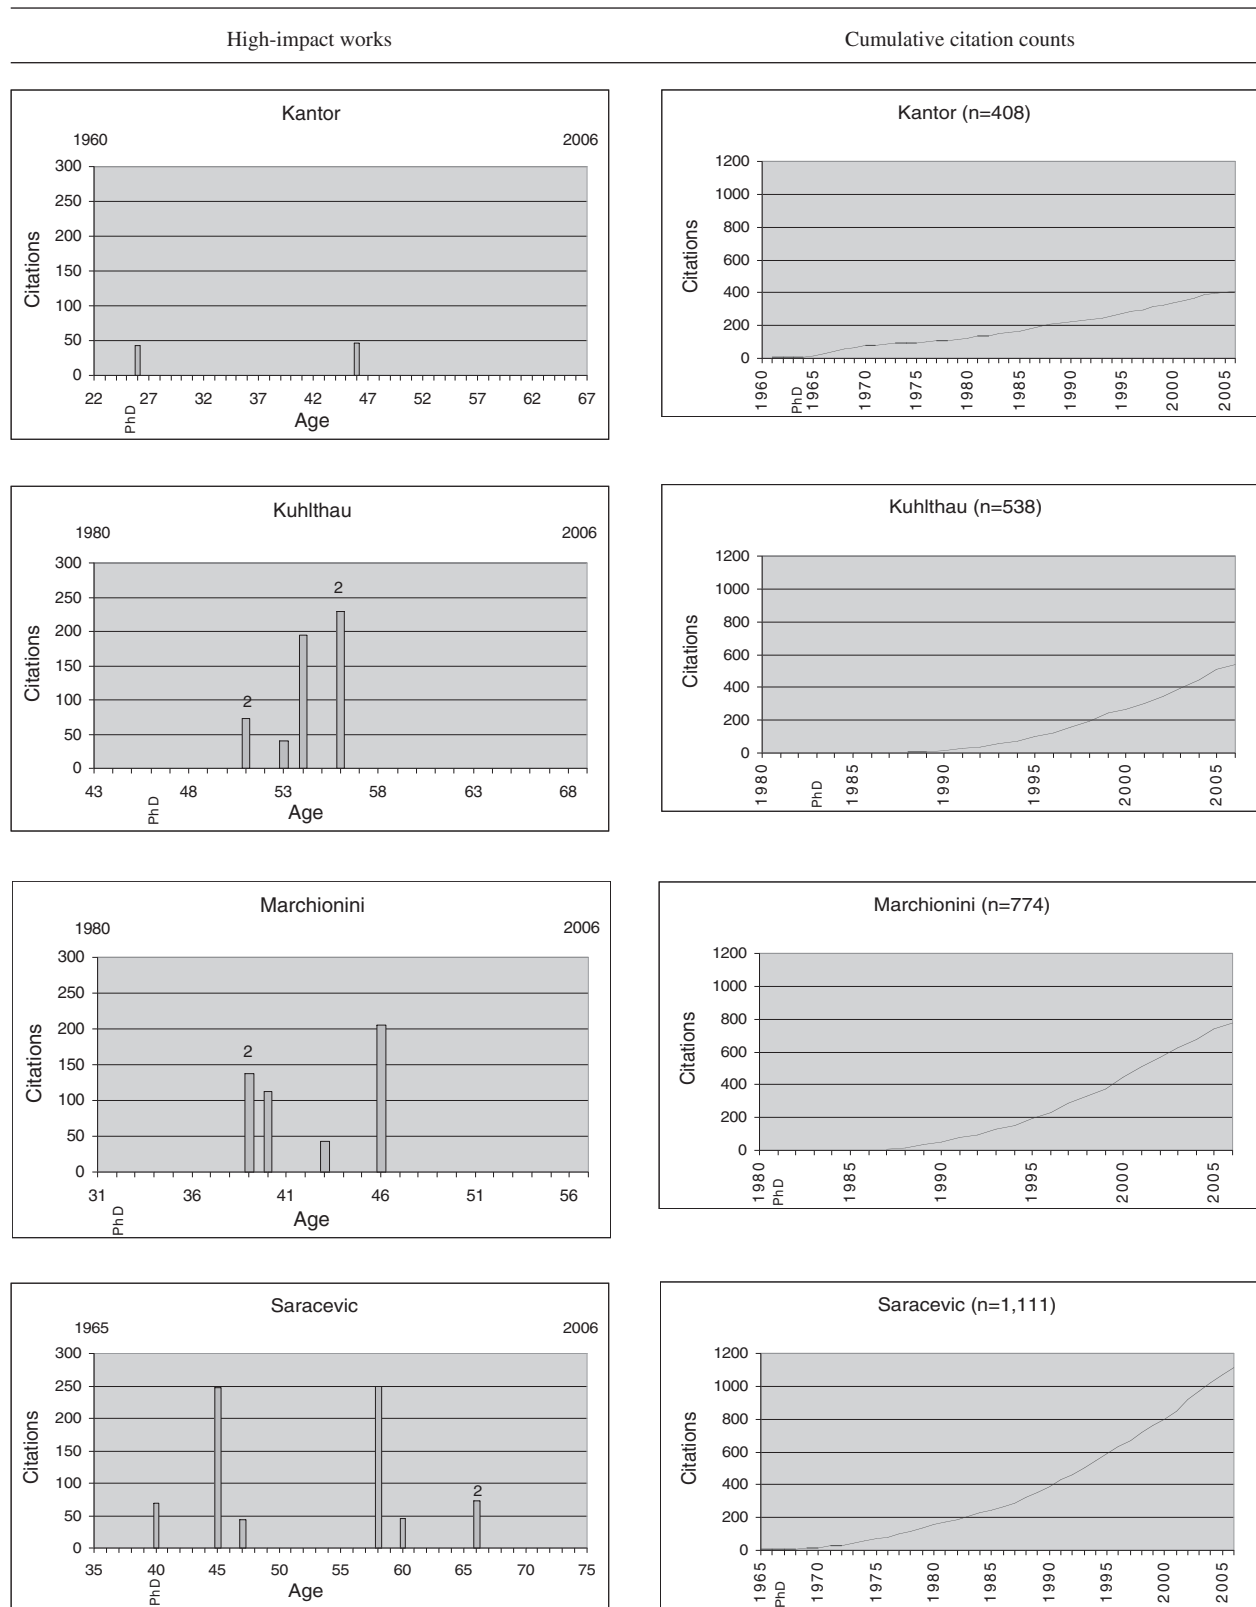 High-impact works
Cumulative citation counts
Kantor
1960 2006
300
250
200
150
100
50
0
Citations
22 27 32 37 42 47 52 57 62 67
PhD
Age
Kantor (n=408)
1200
1000
800
600
400
200
0
Citations
1960 PhD 1965 1970 1975 1980 1985 1990 1995 2000 2005
Kuhlthau
1980 2006
300
250
200
150
100
50
0
Citations
2
2
43 48 53 58 63 68
PhD
Age
Kuhlthau (n=538)
1200
1000
800
600
400
200
0
Citations
1980 PhD 1985 1990 1995 2000 2005
Marchionini
1980 2006
300
250
200
150
100
50
0
Citations
2
31 36 41 46 51 56
PhD
Age
Marchionini (n=774)
1200
1000
800
600
400
200
0
Citations
1980 PhD 1985 1990 1995 2000 2005
Saracevic
1965 2006
300
250
200
150
100
50
0
Citations
2
35 40 45 50 55 60 65 70 75
PhD
Age
Saracevic (n=1,111)
1200
1000
800
600
400
200
0
Citations
1965 PhD 1970 1975 1980 1985 1990 1995 2000 2005